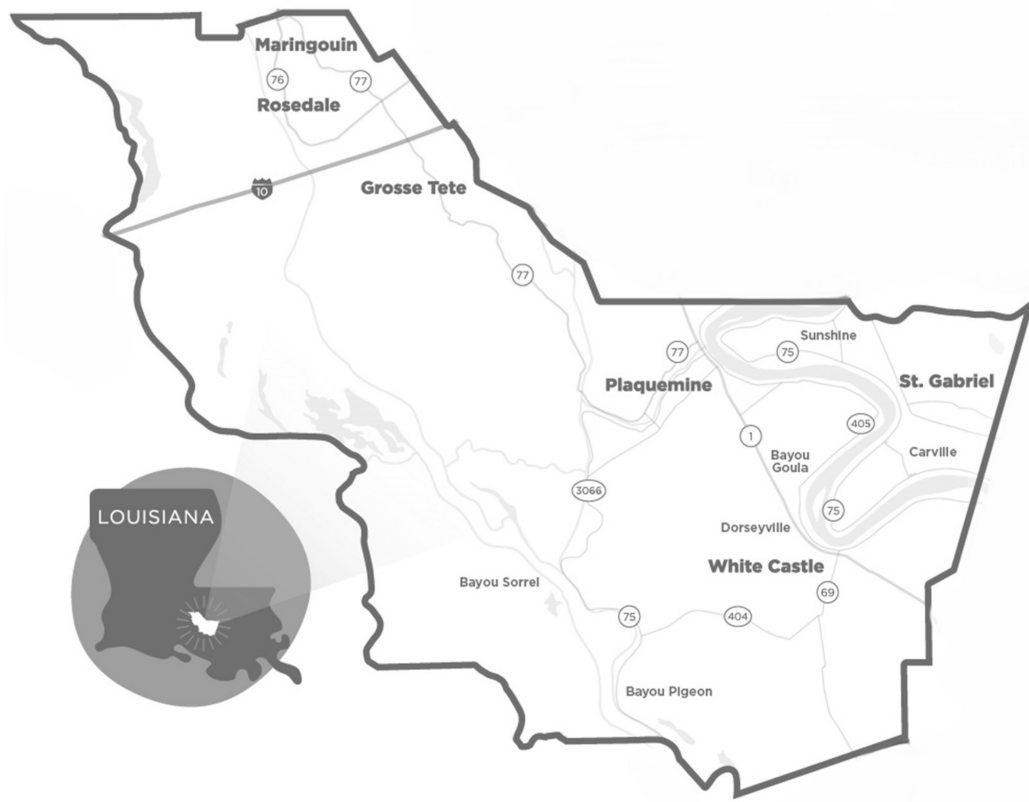 Maringouin
76
77
Rosedale
10
Grosse Tete
77
Sunshine
77
75
Plaquemine
St. Gabriel
405
1
Bayou
Goula
Carville
3066
75
LOUISIANA
Dorseyville
White Castle
Bayou Sorrel
69
75
404
Bayou Pigeon